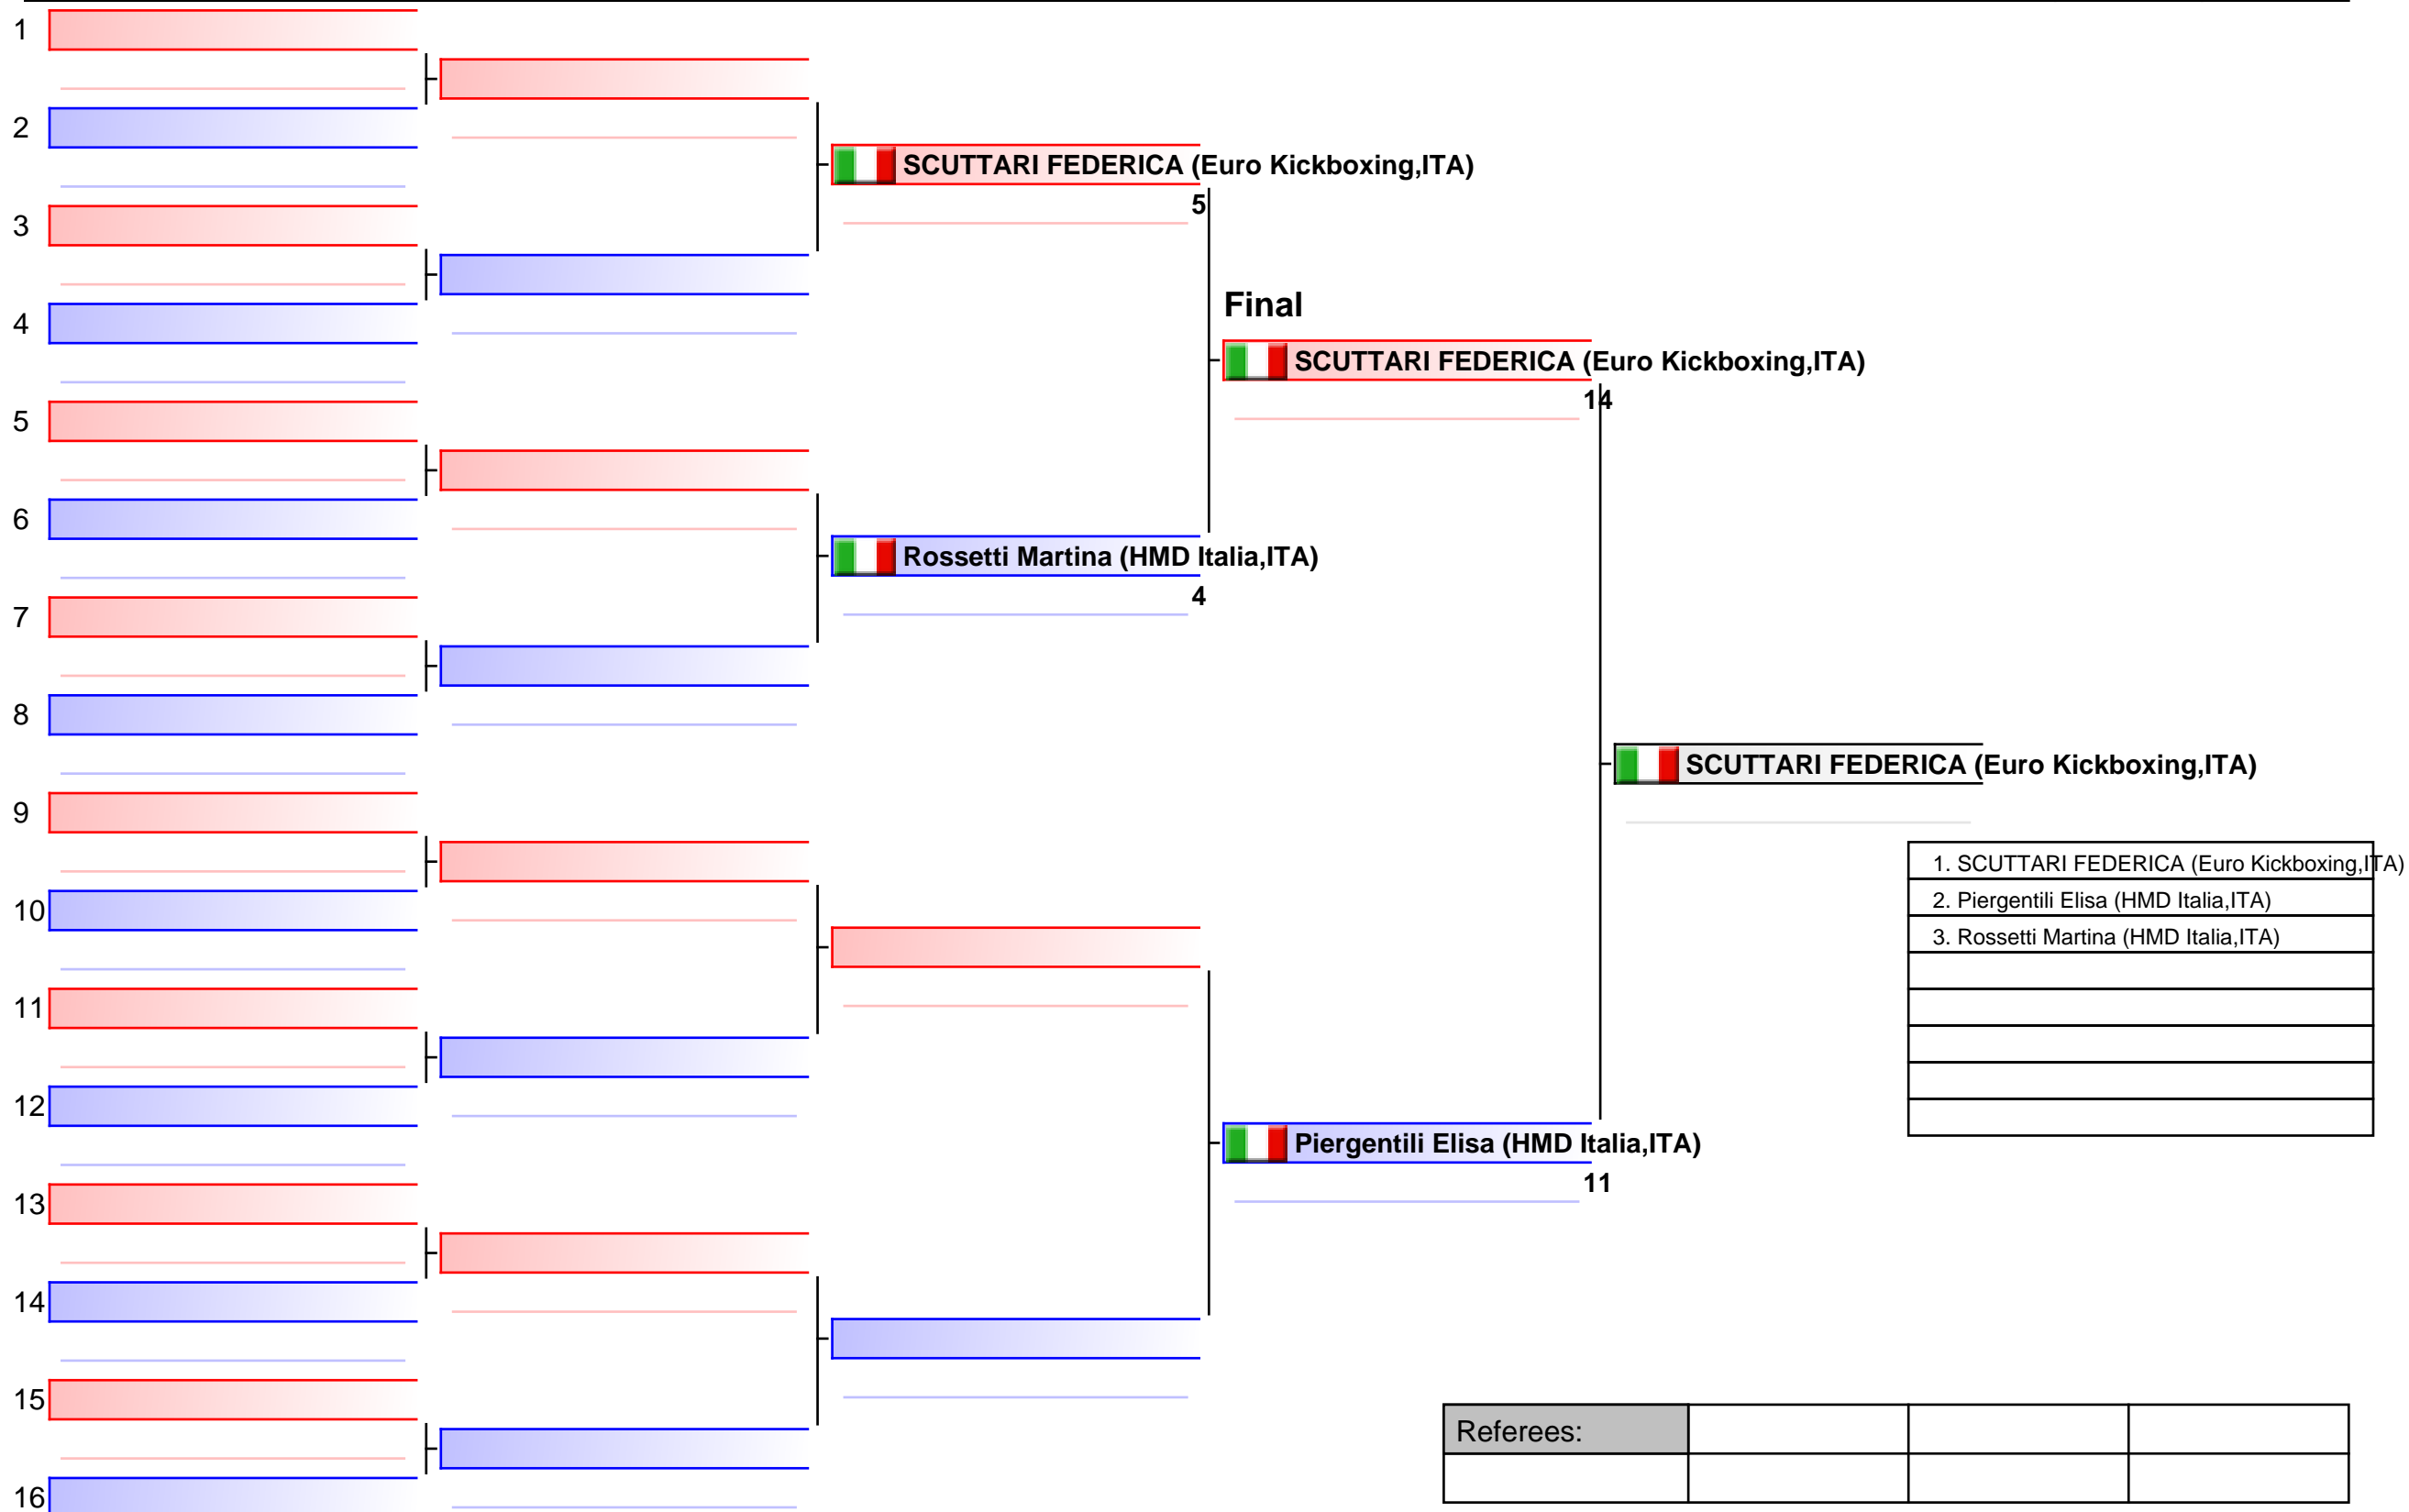 1
2
SCUTTARI FEDERICA (Euro Kickboxing,ITA)
5
3
Final
4
SCUTTARI FEDERICA (Euro Kickboxing,ITA)
14
5
6
Rossetti Martina (HMD Italia,ITA)
4
7
8
SCUTTARI FEDERICA (Euro Kickboxing,ITA)
9
1. SCUTTARI FEDERICA (Euro Kickboxing,ITA)
2. Piergentili Elisa (HMD Italia,ITA)
10
3. Rossetti Martina (HMD Italia,ITA)
11
12
Piergentili Elisa (HMD Italia,ITA)
11
13
14
15
Referees:
16